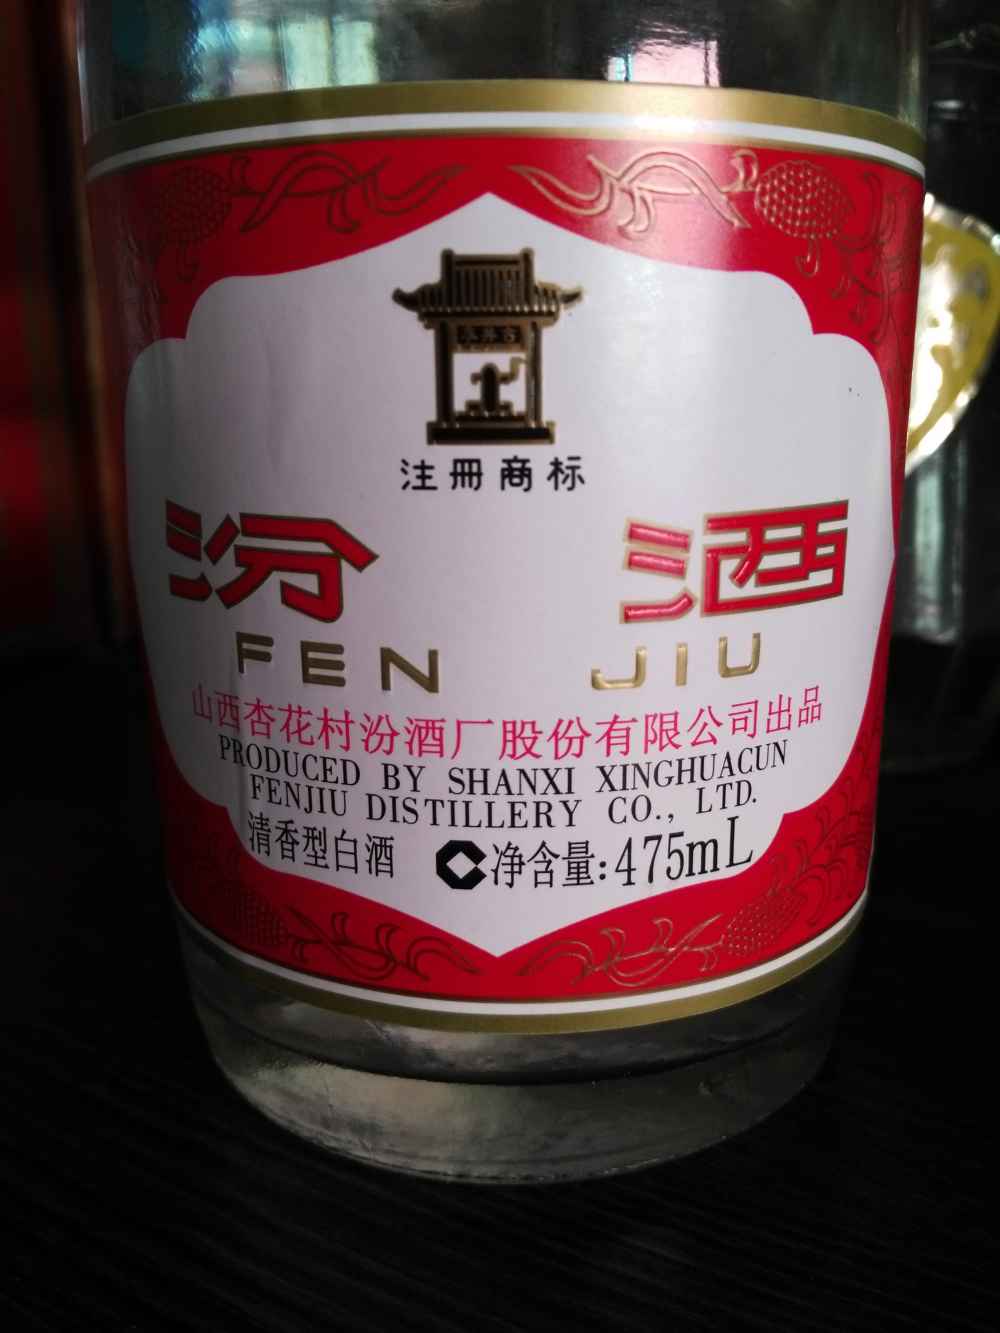 注册商标
汾 酒
FEN JIU
山西杏花村汾酒厂股份有限公司出品
PRODUCED BY SHANXI XINGHUACUN
FENJIU DISTILLERY CO., LTD.
清香型白酒 净含量:475mL